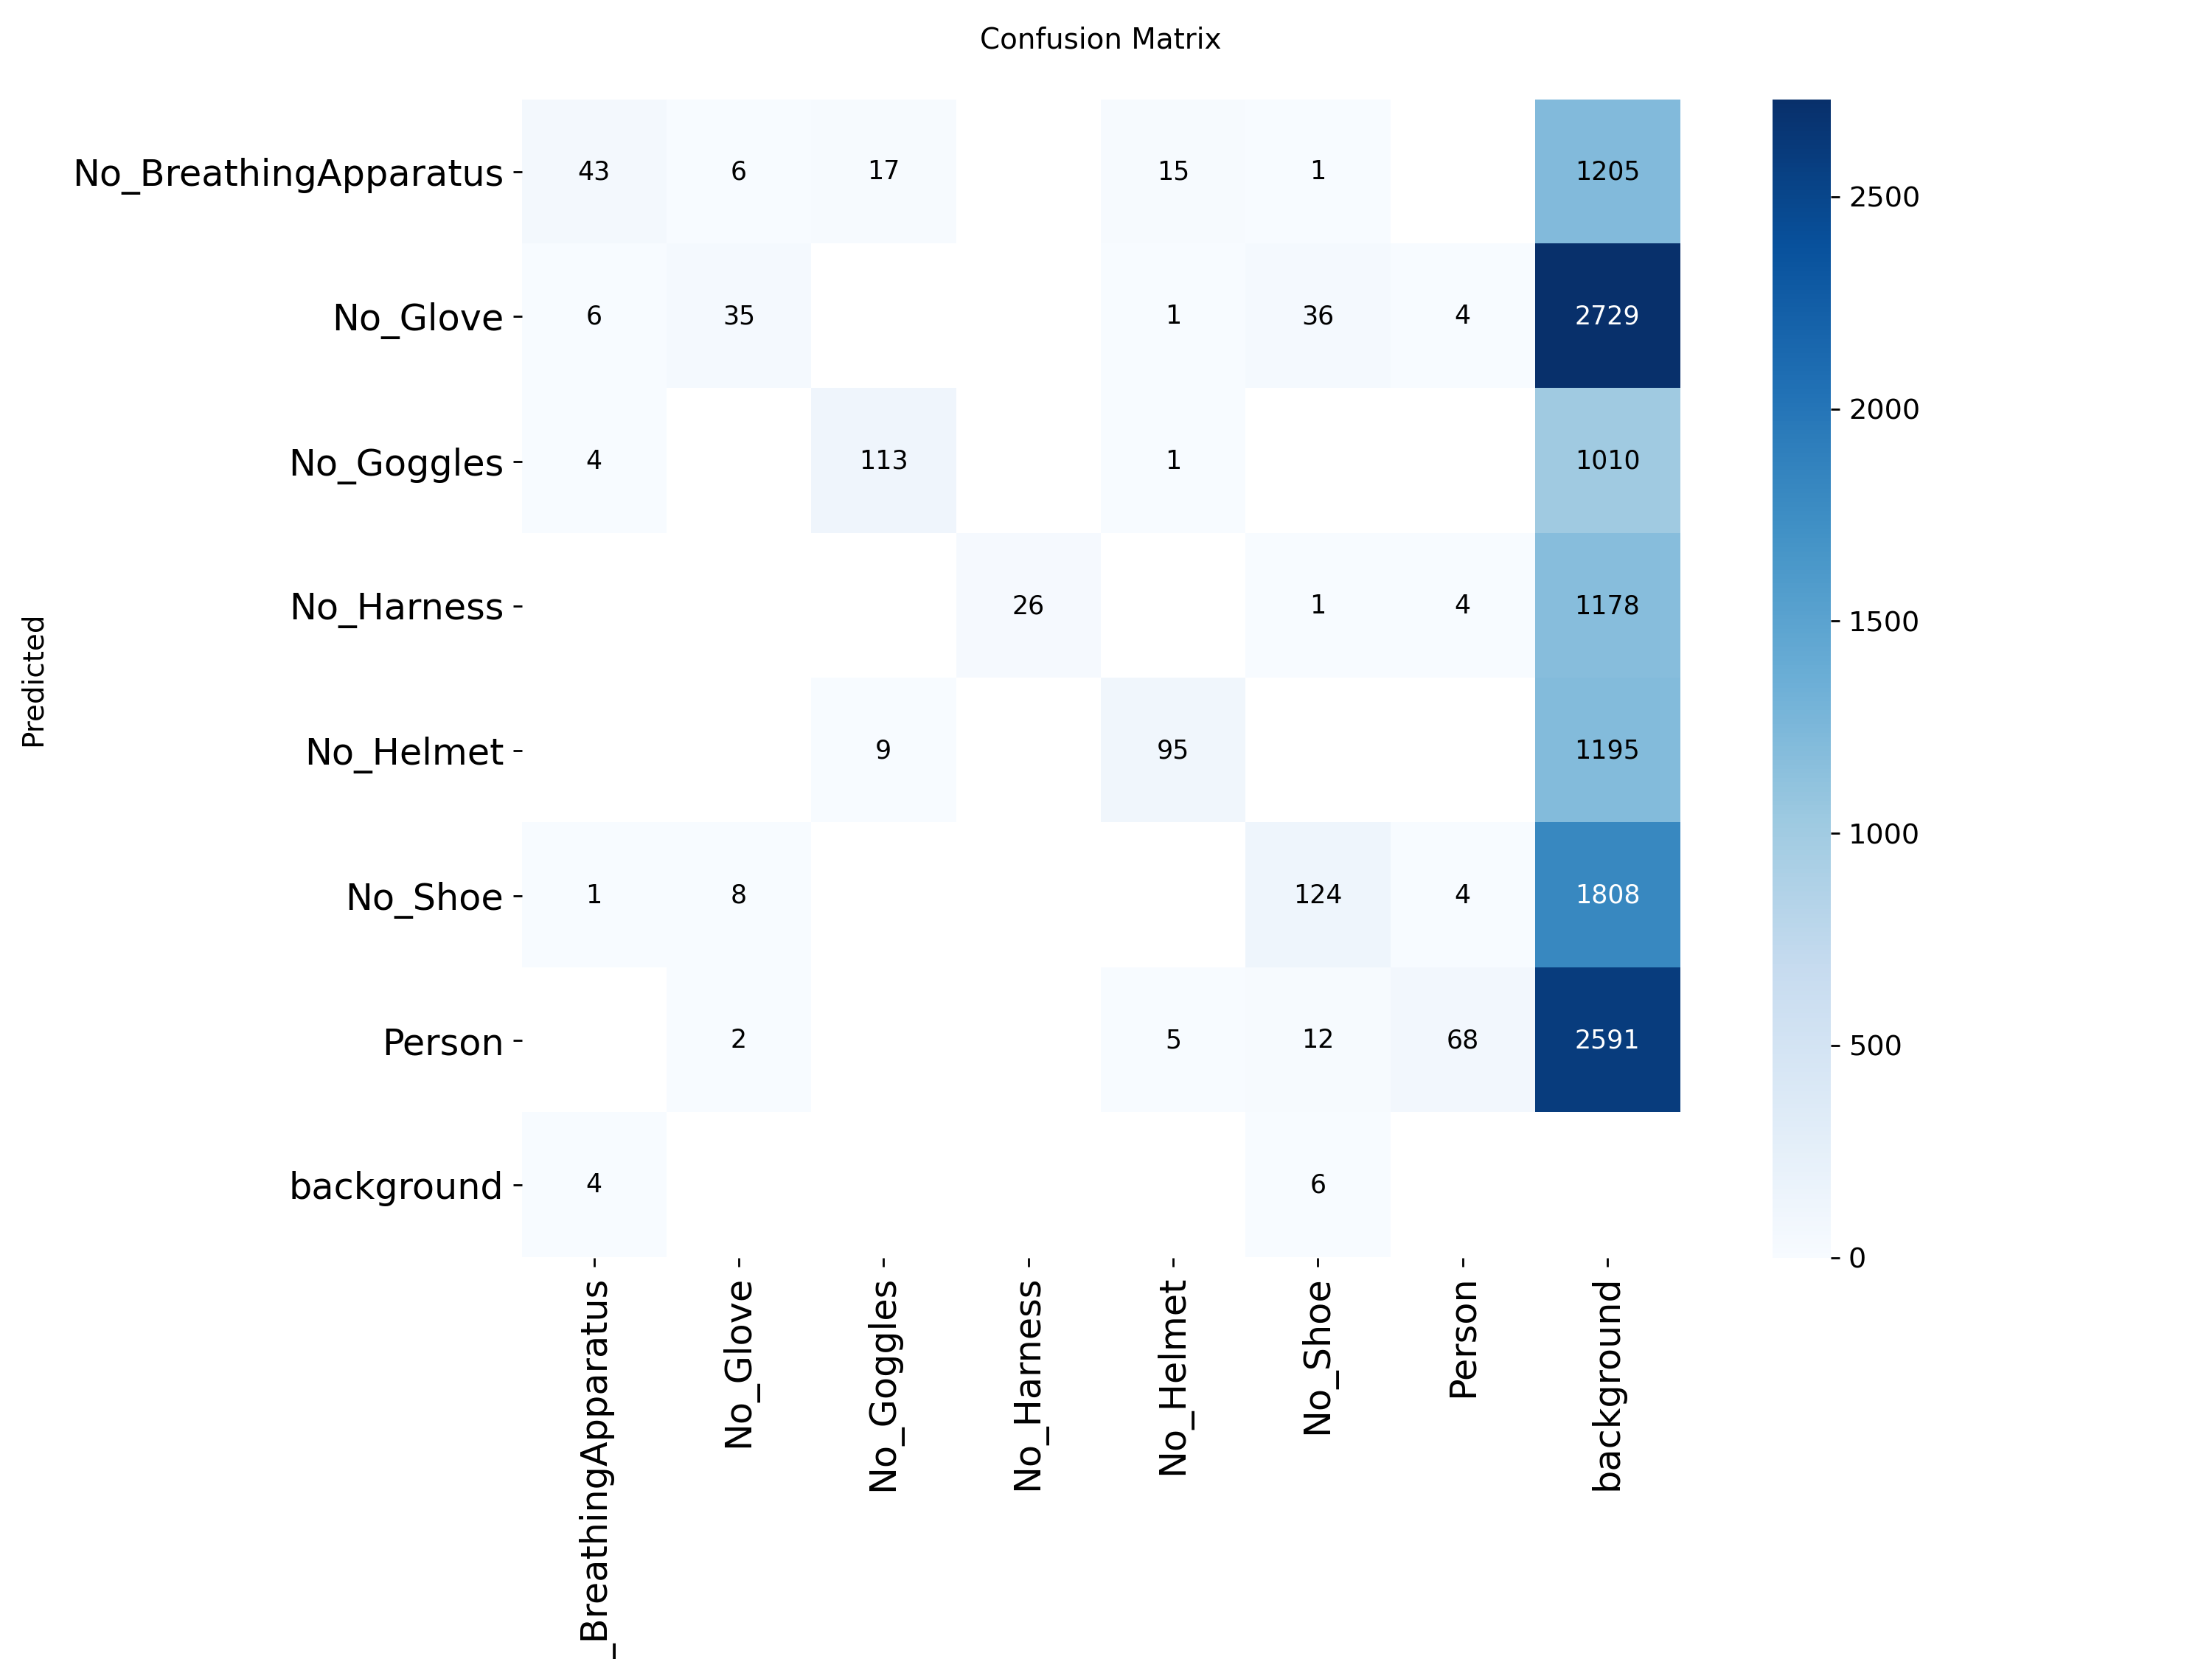 Confusion Matrix
Predicted
No_BreathingApparatus 43 6 17 15 1 1205
No_Glove 6 35 1 36 4 2729
No_Goggles 4 113 1 1010
No_Harness 26 1 4 1178
No_Helmet 9 95 1195
No_Shoe 1 8 124 4 1808
Person 2 5 12 68 2591
background 4 6
_BreathingApparatus
No_Glove
No_Goggles
No_Harness
No_Helmet
No_Shoe
Person
background
2500
2000
1500
1000
500
0